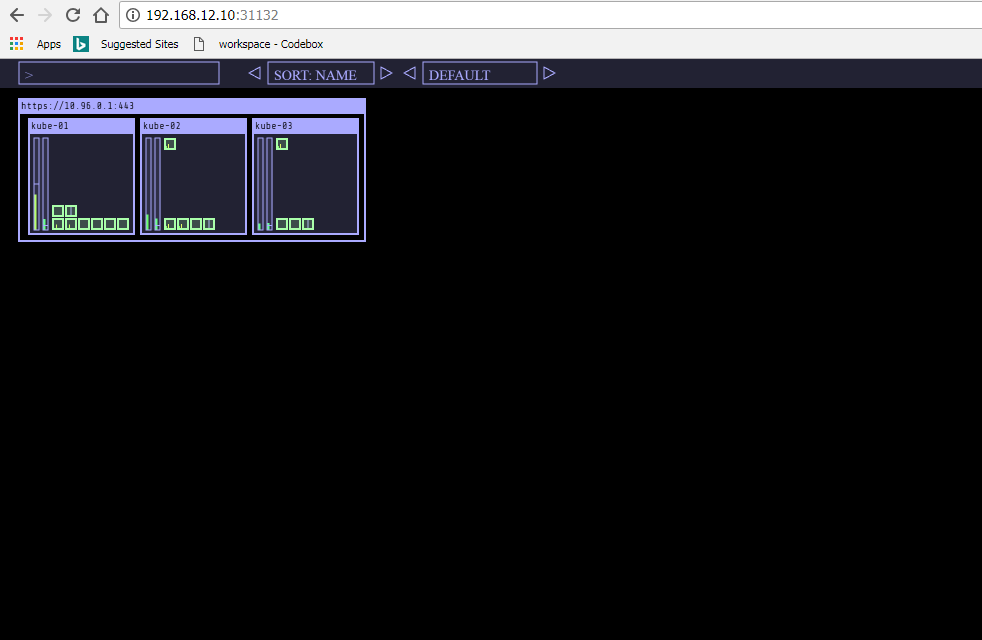 192.168.12.10:31132
Apps Suggested Sites workspace - Codebox
> SORT: NAME DEFAULT
https://10.96.0.1:443
kube-01 kube-02 kube-03